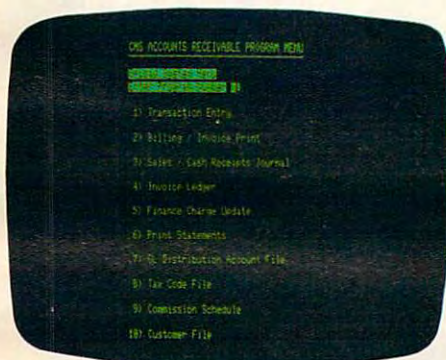 CMS ACCOUNTS RECEIVABLE PROGRAM MENU
1) Transaction Entry
2) Billing / Invoice Print
3) Sales / Cash Receipts Journal
4) Invoice Ledger
5) Finance Charge Update
6) Print Statements
7) GL Distribution Account File
8) Tax Code File
9) Commission Schedule
10) Customer File